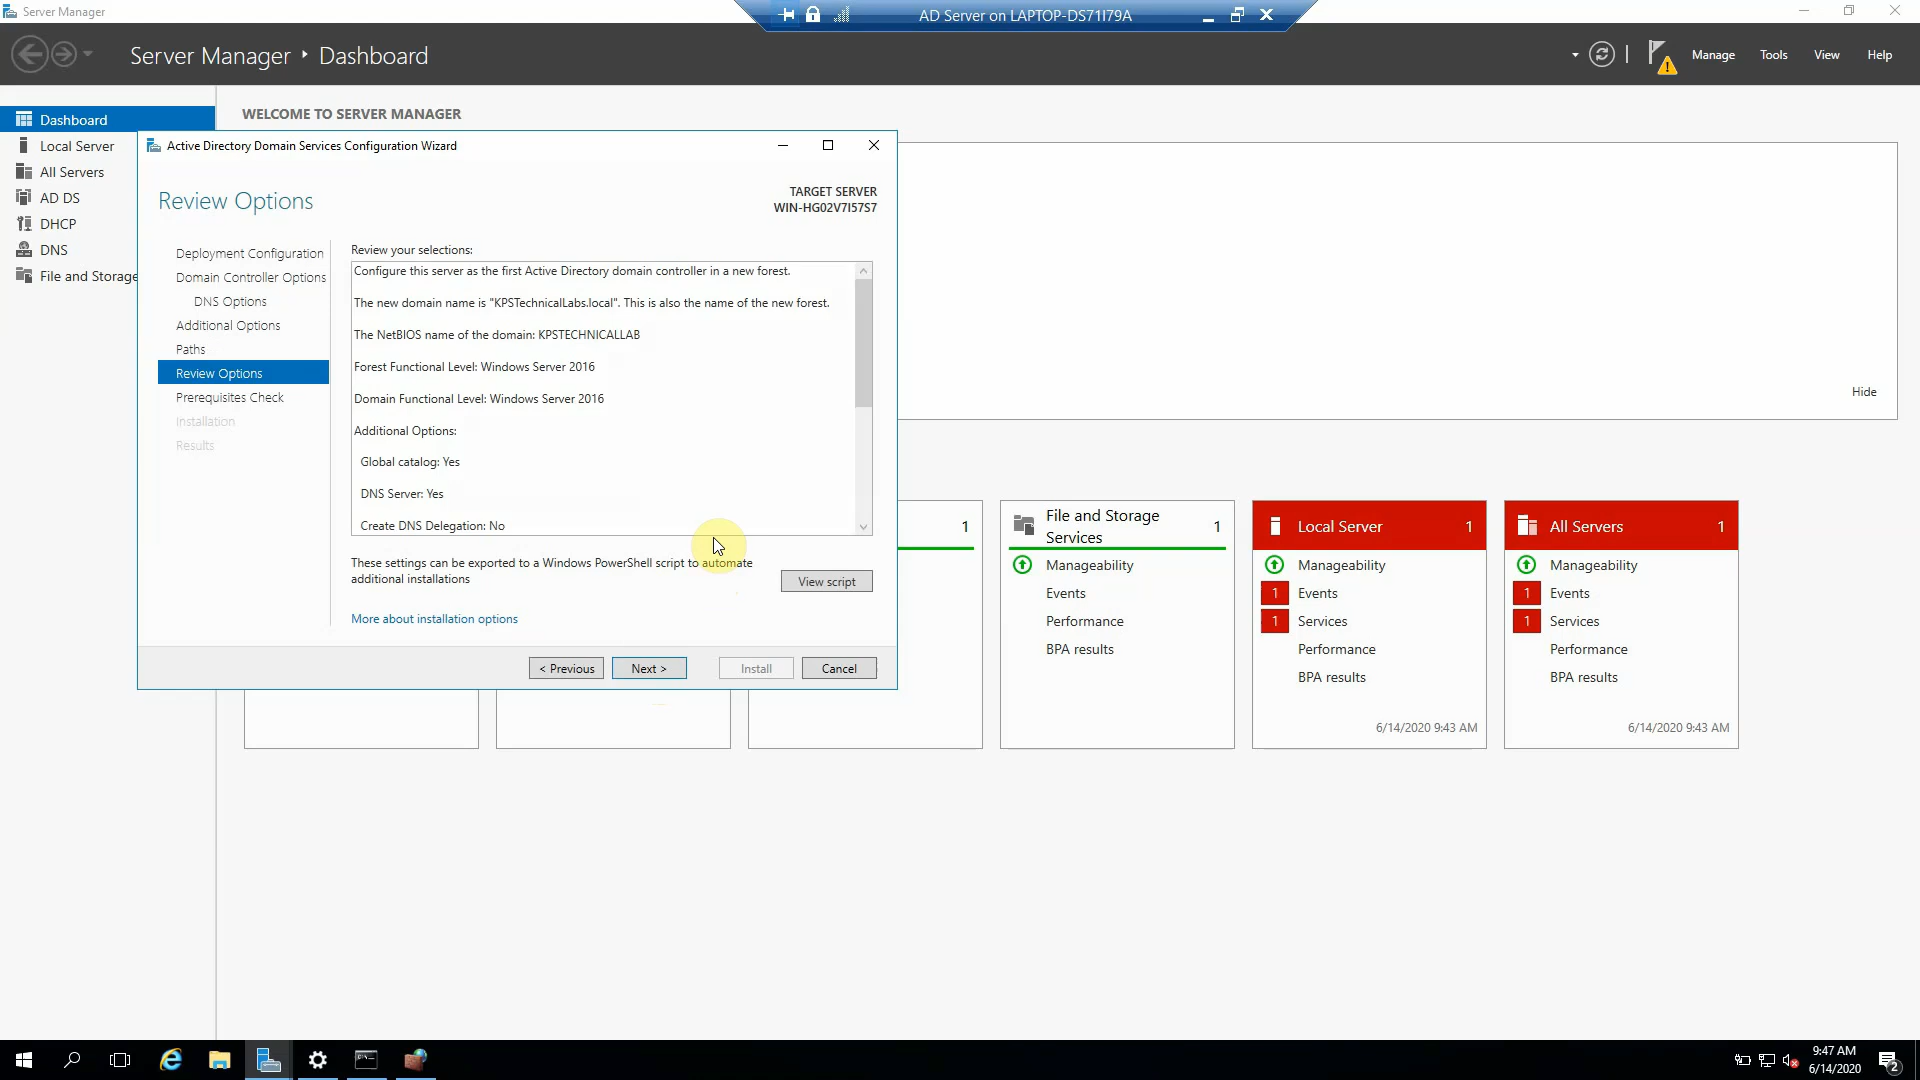 Server Manager
AD Server on LAPTOP-DS71I79A
Server Manager ‣ Dashboard
Manage
Tools
View
Help
Dashboard
Local Server
All Servers
AD DS
DHCP
DNS
File and Storage
WELCOME TO SERVER MANAGER
Active Directory Domain Services Configuration Wizard
Review Options
TARGET SERVER
WIN-HG02V7I57S7
Deployment Configuration
Domain Controller Options
DNS Options
Additional Options
Paths
Review Options
Prerequisites Check
Installation
Results
Review your selections:
Configure this server as the first Active Directory domain controller in a new forest.
The new domain name is "KPSTechnicalLabs.local". This is also the name of the new forest.
The NetBIOS name of the domain: KPSTECHNICALLAB
Forest Functional Level: Windows Server 2016
Domain Functional Level: Windows Server 2016
Additional Options:
Global catalog: Yes
DNS Server: Yes
Create DNS Delegation: No
These settings can be exported to a Windows PowerShell script to automate
additional installations
View script
More about installation options
< Previous
Next >
Install
Cancel
Hide
1
File and Storage
Services
1
Manageability
Events
Performance
BPA results
Local Server
1
Manageability
1 Events
1 Services
Performance
BPA results
6/14/2020 9:43 AM
All Servers
1
Manageability
1 Events
1 Services
Performance
BPA results
6/14/2020 9:43 AM
9:47 AM
6/14/2020
2